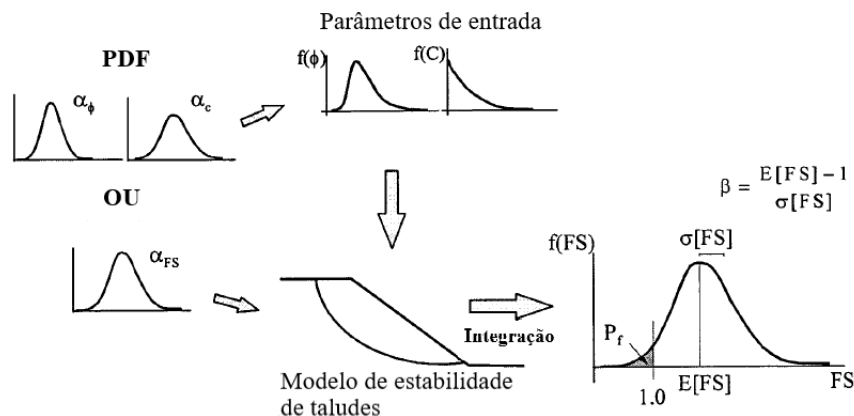 Parâmetros de entrada
PDF
f(ϕ)
f(C)
α_ϕ
α_c
OU
β = E[FS] − 1
σ[FS]
f(FS)
σ[FS]
α_FS
Integração
P_f
Modelo de estabilidade
de taludes
1.0
E[FS]
FS